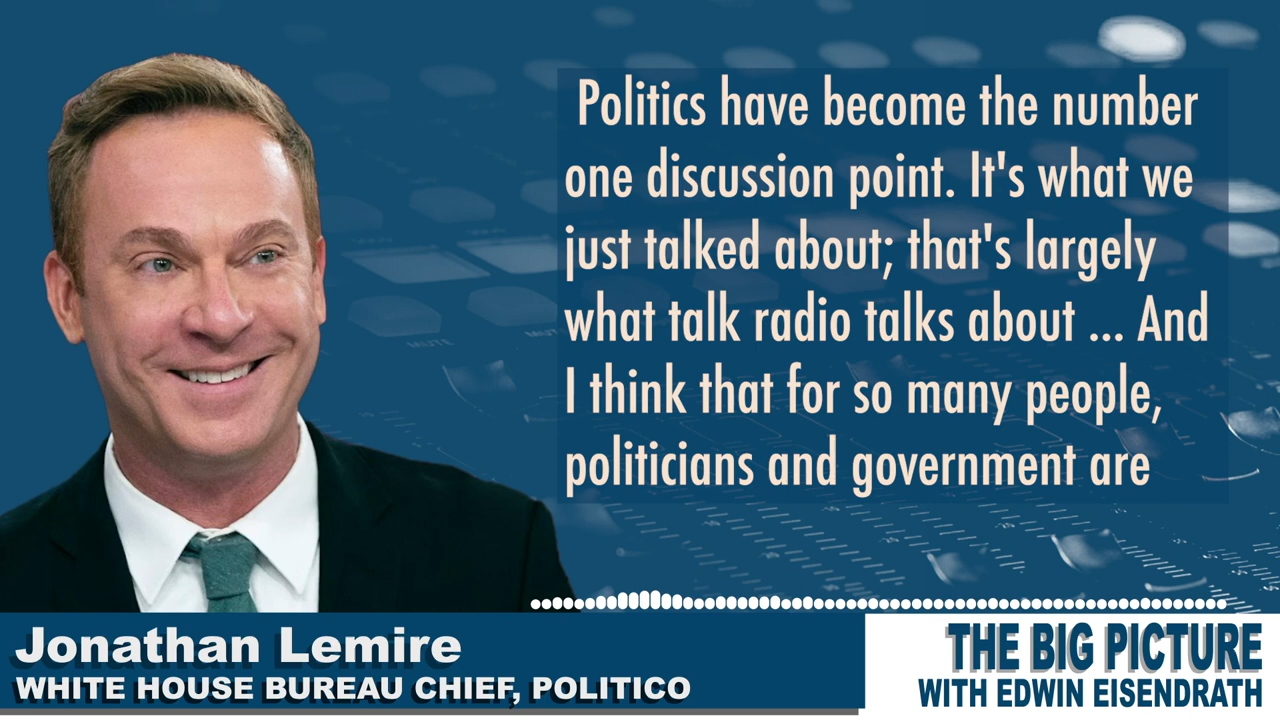 Politics have become the number
one discussion point. It's what we
just talked about; that's largely
what talk radio talks about ... And
I think that for so many people,
politicians and government are
Jonathan Lemire
WHITE HOUSE BUREAU CHIEF, POLITICO
THE BIG PICTURE
WITH EDWIN EISENDRATH
MUTE